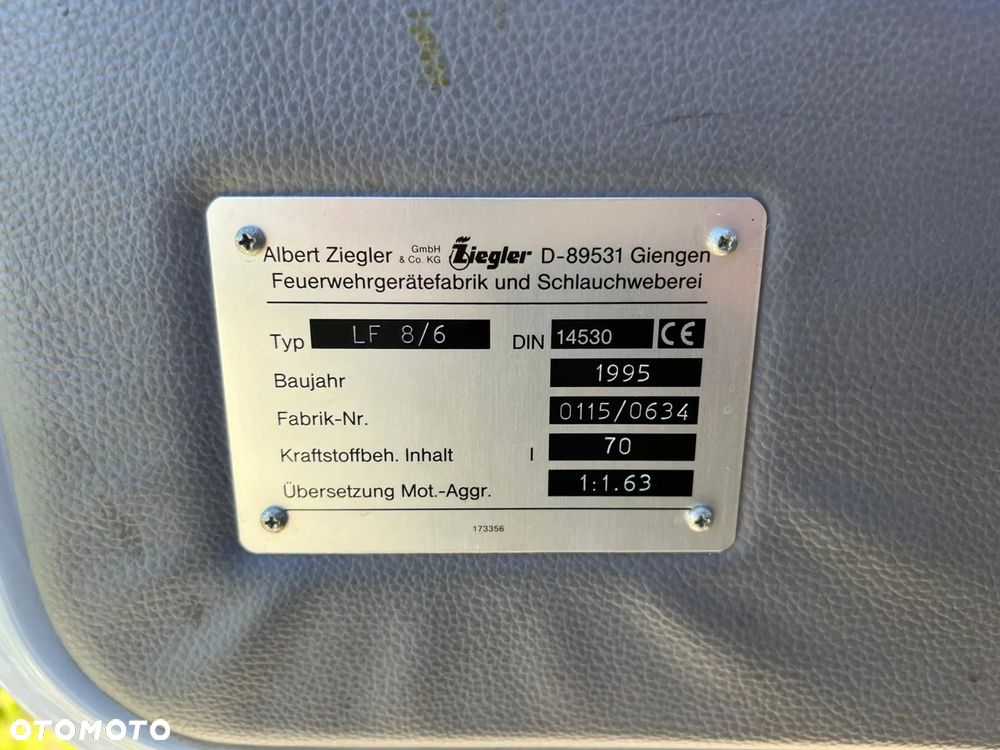 Albert Ziegler GmbH & Co. KG Ziegler D-89531 Giengen
Feuerwehrgerätefabrik und Schlauchweberei
Typ LF 8/6 DIN 14530 CE
Baujahr 1995
Fabrik-Nr. 0115/0634
Kraftstoffbeh. Inhalt l 70
Übersetzung Mot.-Aggr. 1:1.63
173356
OTOMOTO